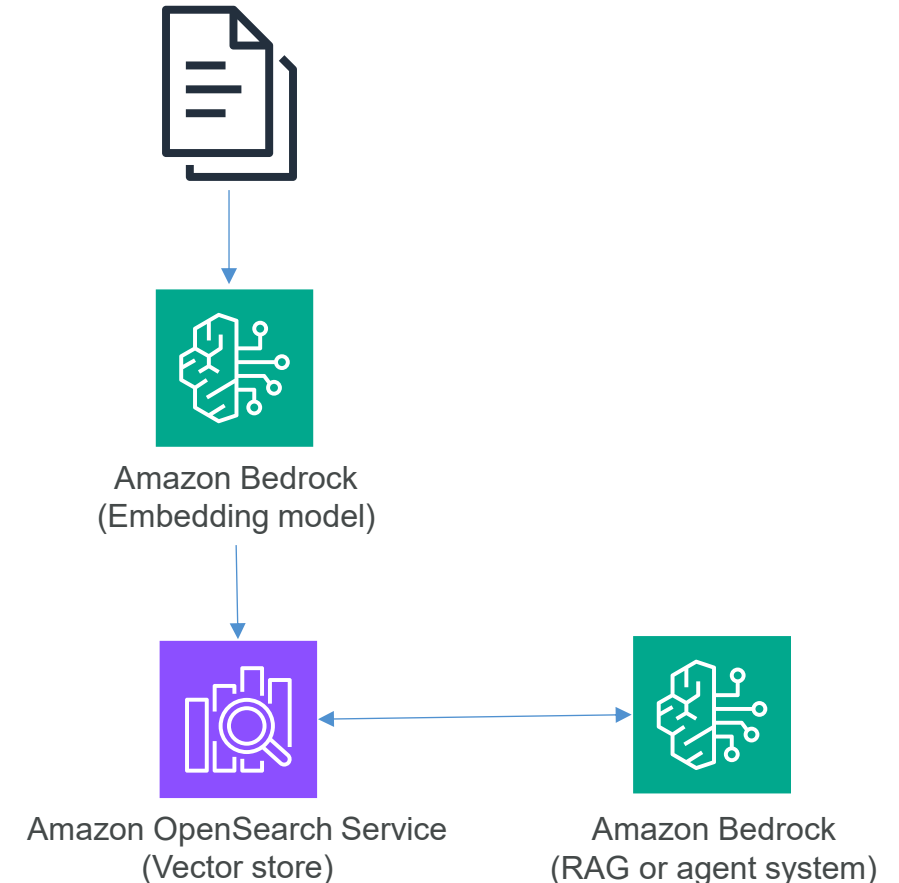 Amazon Bedrock
(Embedding model)
Amazon OpenSearch Service
(Vector store)
Amazon Bedrock
(RAG or agent system)